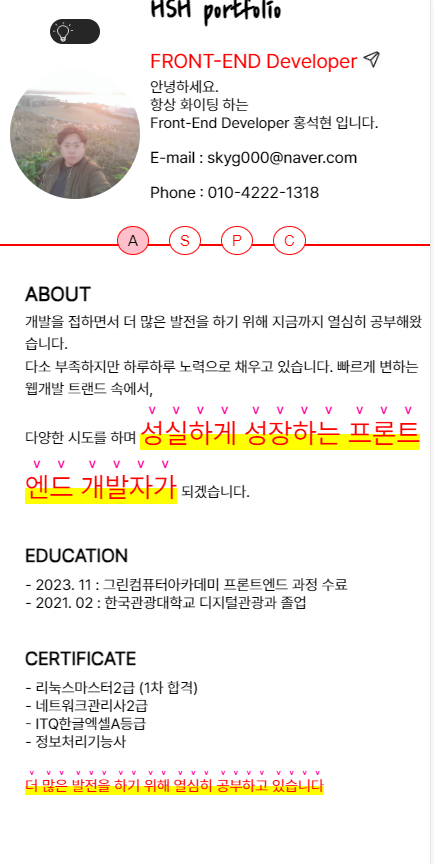 HSH portfolio
FRONT-END Developer
안녕하세요.
항상 화이팅 하는
Front-End Developer 홍석현 입니다.
E-mail : skyg000@naver.com
Phone : 010-4222-1318
A S P C
ABOUT
개발을 접하면서 더 많은 발전을 하기 위해 지금까지 열심히 공부해왔
습니다.
다소 부족하지만 하루하루 노력으로 채우고 있습니다. 빠르게 변하는
웹개발 트랜드 속에서,
다양한 시도를 하며 성실하게 성장하는 프론트
엔드 개발자가 되겠습니다.
EDUCATION
- 2023. 11 : 그린컴퓨터아카데미 프론트엔드 과정 수료
- 2021. 02 : 한국관광대학교 디지털관광과 졸업
CERTIFICATE
- 리눅스마스터2급 (1차 합격)
- 네트워크관리사2급
- ITQ한글엑셀A등급
- 정보처리기능사
더 많은 발전을 하기 위해 열심히 공부하고 있습니다